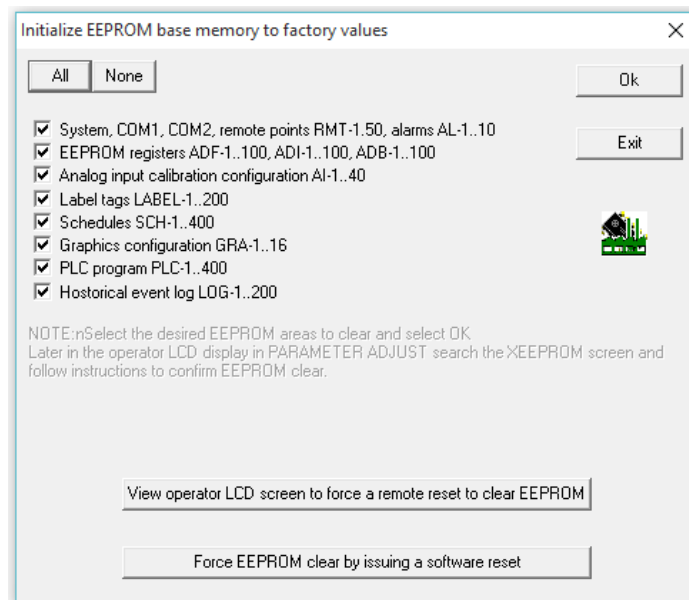 Initialize EEPROM base memory to factory values
All None
Ok
System, COM1, COM2, remote points RMT-1.50, alarms AL-1..10
EEPROM registers ADF-1..100, ADI-1..100, ADB-1..100
Exit
Analog input calibration configuration AI-1..40
Label tags LABEL-1..200
Schedules SCH-1..400
Graphics configuration GRA-1..16
PLC program PLC-1..400
Hostorical event log LOG-1..200
NOTE:nSelect the desired EEPROM areas to clear and select OK
Later in the operator LCD display in PARAMETER ADJUST search the XEEPROM screen and
follow instructions to confirm EEPROM clear.
View operator LCD screen to force a remote reset to clear EEPROM
Force EEPROM clear by issuing a software reset